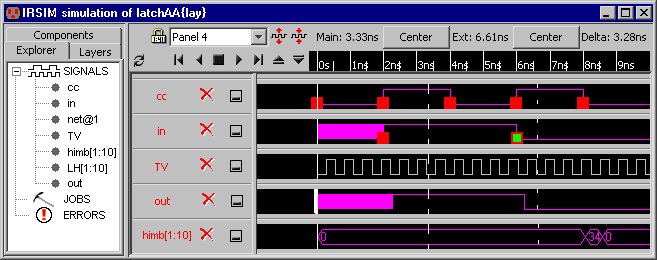 IRSIM simulation of latchAA{lay}
Components
Explorer Layers
SIGNALS
cc
in
net@1
TV
himb[1:10]
LH[1:10]
out
JOBS
ERRORS
Panel 4 Main: 3.33ns Center Ext: 6.61ns Center Delta: 3.28ns
0s 1ns 2ns 3ns 4ns 5ns 6ns 7ns 8ns 9ns
cc
in
TV
out
himb[1:10] 0 34 0